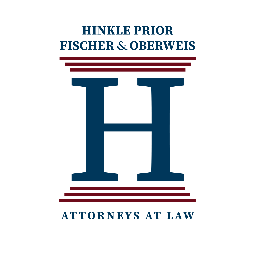 HINKLE PRIOR
FISCHER & OBERWEIS
H
ATTORNEYS AT LAW